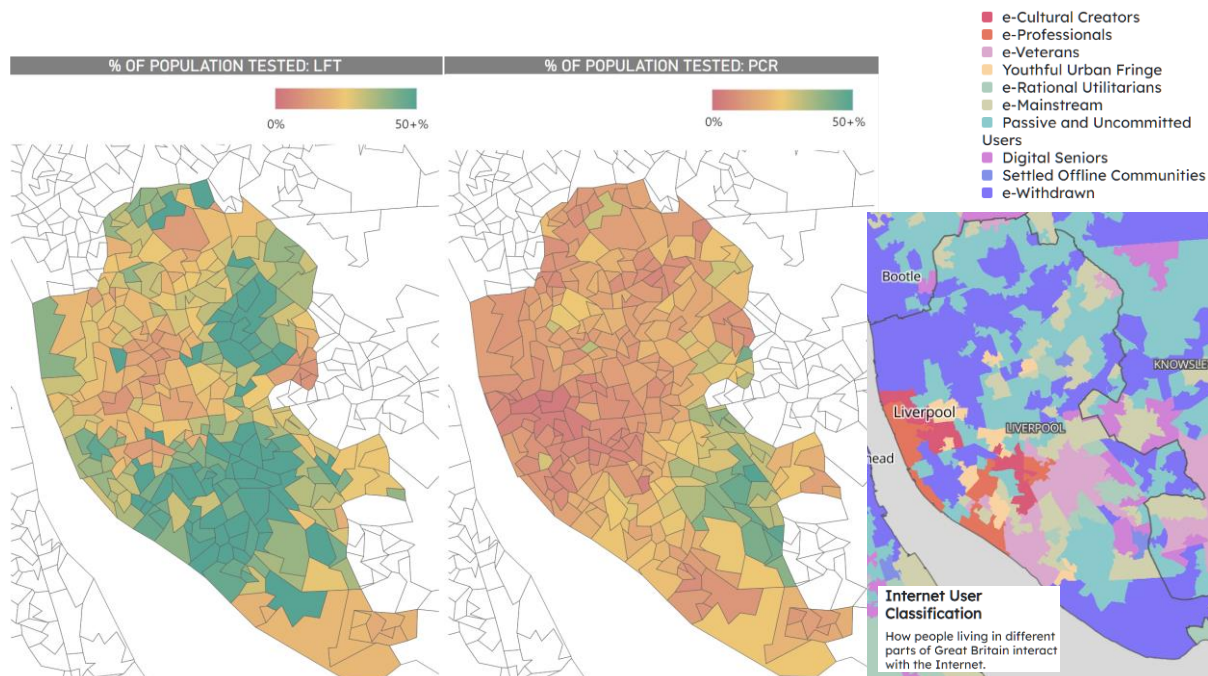 % OF POPULATION TESTED: LFT
0%
50+%
% OF POPULATION TESTED: PCR
0%
50+%
e-Cultural Creators
e-Professionals
e-Veterans
Youthful Urban Fringe
e-Rational Utilitarians
e-Mainstream
Passive and Uncommitted
Users
Digital Seniors
Settled Offline Communities
e-Withdrawn
Bootle
KNOWSLE
Liverpool
LIVERPOOL
head
Internet User
Classification
How people living in different
parts of Great Britain interact
with the Internet.